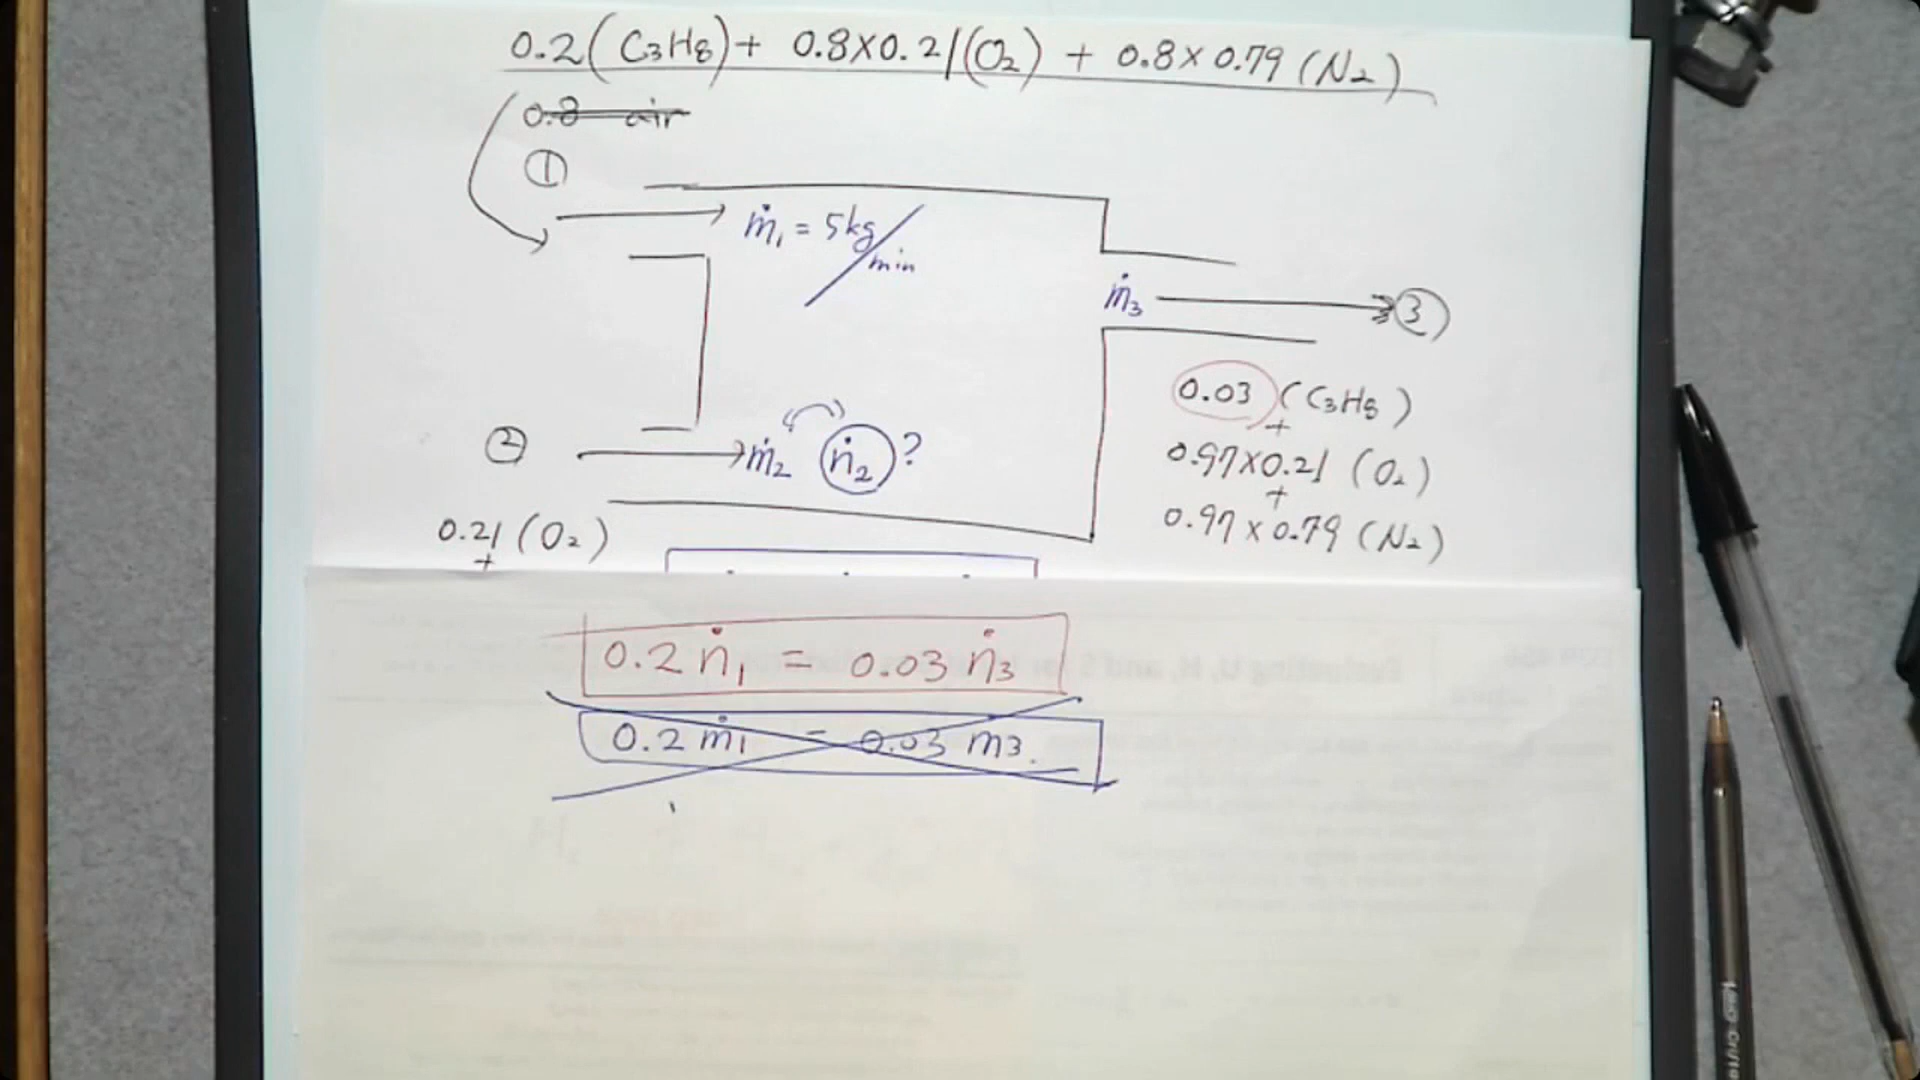 0.2(C₃H₈)+ 0.8×0.21(O₂) + 0.8×0.79 (N₂)
0.8 air
①
ṁ₁ = 5kg/min
ṁ₃ ③
0.03 (C₃H₈)
+
② ṁ₂ ṅ₂?
0.97×0.21 (O₂)
+
0.97×0.79 (N₂)
0.21 (O₂)
+
0.2 ṅ₁ = 0.03 ṅ₃
0.2 ṁ₁ = 0.03 m₃.